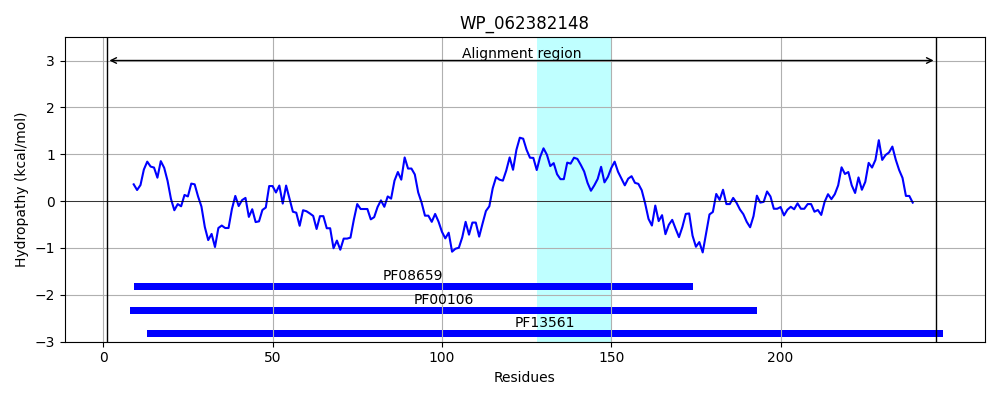 WP_062382148
Alignment region
Hydropathy (kcal/mol)
3
2
1
0
−1
−2
−3
PF08659
PF00106
PF13561
0
50
100
150
200
Residues